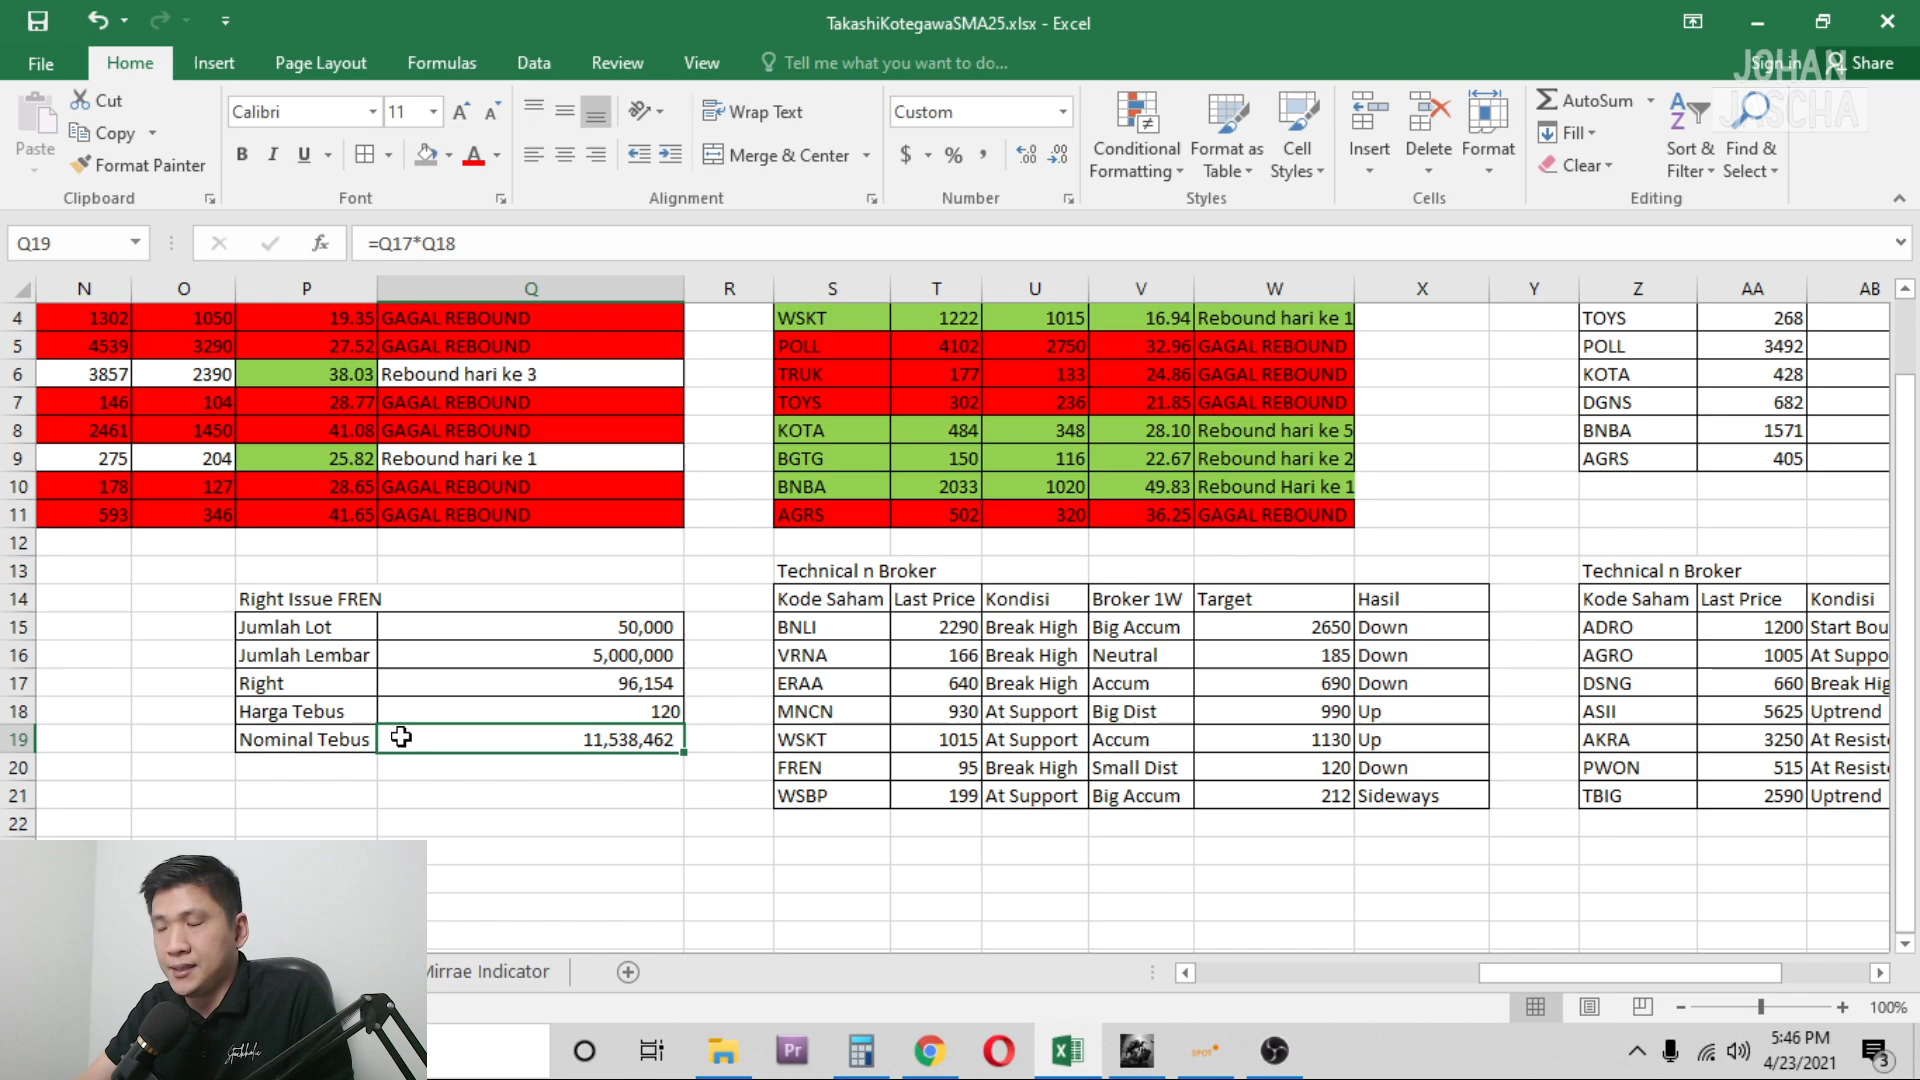 TakashiKotegawaSMA25.xlsx - Excel
File Home Insert Page Layout Formulas Data Review View Tell me what you want to do... Sign in Share
JOHAN
JASCHA
Paste Cut Calibri 11 Wrap Text Custom Conditional Formatting Format as Table Cell Styles Insert Delete Format AutoSum Sort & Filter Find & Select
Copy Fill
Format Painter B I U Merge & Center $ % Clear
Clipboard Font Alignment Number Styles Cells Editing
Q19 fx =Q17*Q18
N O P Q R S T U V W X Y Z AA AB
4 1302 1050 19.35 GAGAL REBOUND WSKT 1222 1015 16.94 Rebound hari ke 1 TOYS 268
5 4539 3290 27.52 GAGAL REBOUND POLL 4102 2750 32.96 GAGAL REBOUND POLL 3492
6 3857 2390 38.03 Rebound hari ke 3 TRUK 177 133 24.86 GAGAL REBOUND KOTA 428
7 146 104 28.77 GAGAL REBOUND TOYS 302 236 21.85 GAGAL REBOUND DGNS 682
8 2461 1450 41.08 GAGAL REBOUND KOTA 484 348 28.10 Rebound hari ke 5 BNBA 1571
9 275 204 25.82 Rebound hari ke 1 BGTG 150 116 22.67 Rebound hari ke 2 AGRS 405
10 178 127 28.65 GAGAL REBOUND BNBA 2033 1020 49.83 Rebound Hari ke 1
11 593 346 41.65 GAGAL REBOUND AGRS 502 320 36.25 GAGAL REBOUND
12
13 Technical n Broker Technical n Broker
14 Right Issue FREN Kode Saham Last Price Kondisi Broker 1W Target Hasil Kode Saham Last Price Kondisi
15 Jumlah Lot 50,000 BNLI 2290 Break High Big Accum 2650 Down ADRO 1200 Start Bou
16 Jumlah Lembar 5,000,000 VRNA 166 Break High Neutral 185 Down AGRO 1005 At Suppo
17 Right 96,154 ERAA 640 Break High Accum 690 Down DSNG 660 Break Hig
18 Harga Tebus 120 MNCN 930 At Support Big Dist 990 Up ASII 5625 Uptrend
19 Nominal Tebus 11,538,462 WSKT 1015 At Support Accum 1130 Up AKRA 3250 At Resist
20 FREN 95 Break High Small Dist 120 Down PWON 515 At Resist
21 WSBP 199 At Support Big Accum 212 Sideways TBIG 2590 Uptrend
22
Mirrae Indicator
100%
Pr SPOT 5:46 PM
4/23/2021 3